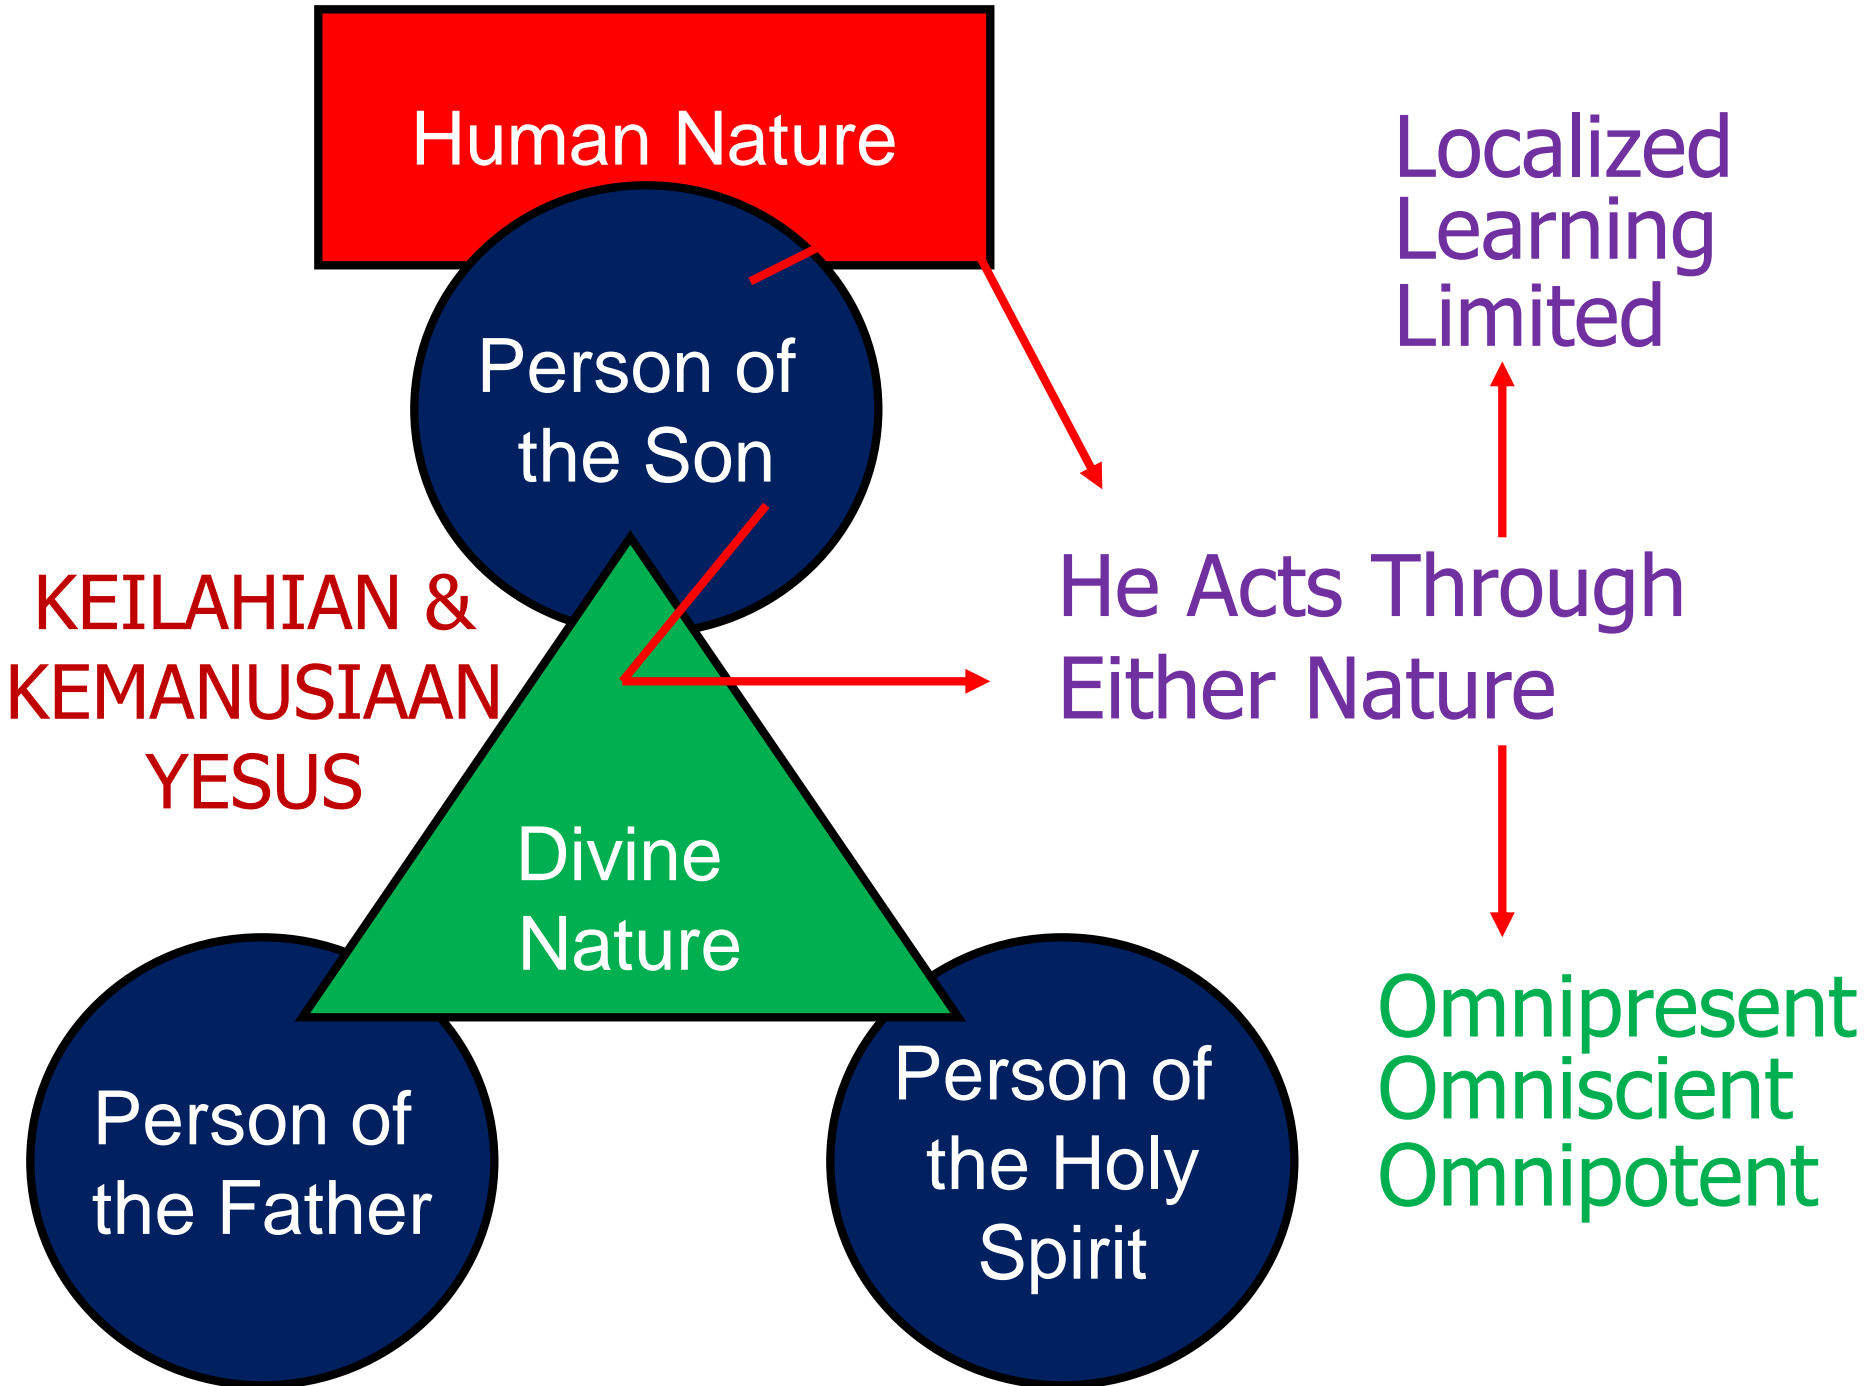 Human Nature
Person of
the Son
KEILAHIAN &
KEMANUSIAAN
YESUS
Divine
Nature
Person of
the Father
Person of
the Holy
Spirit
Localized
Learning
Limited
He Acts Through
Either Nature
Omnipresent
Omniscient
Omnipotent